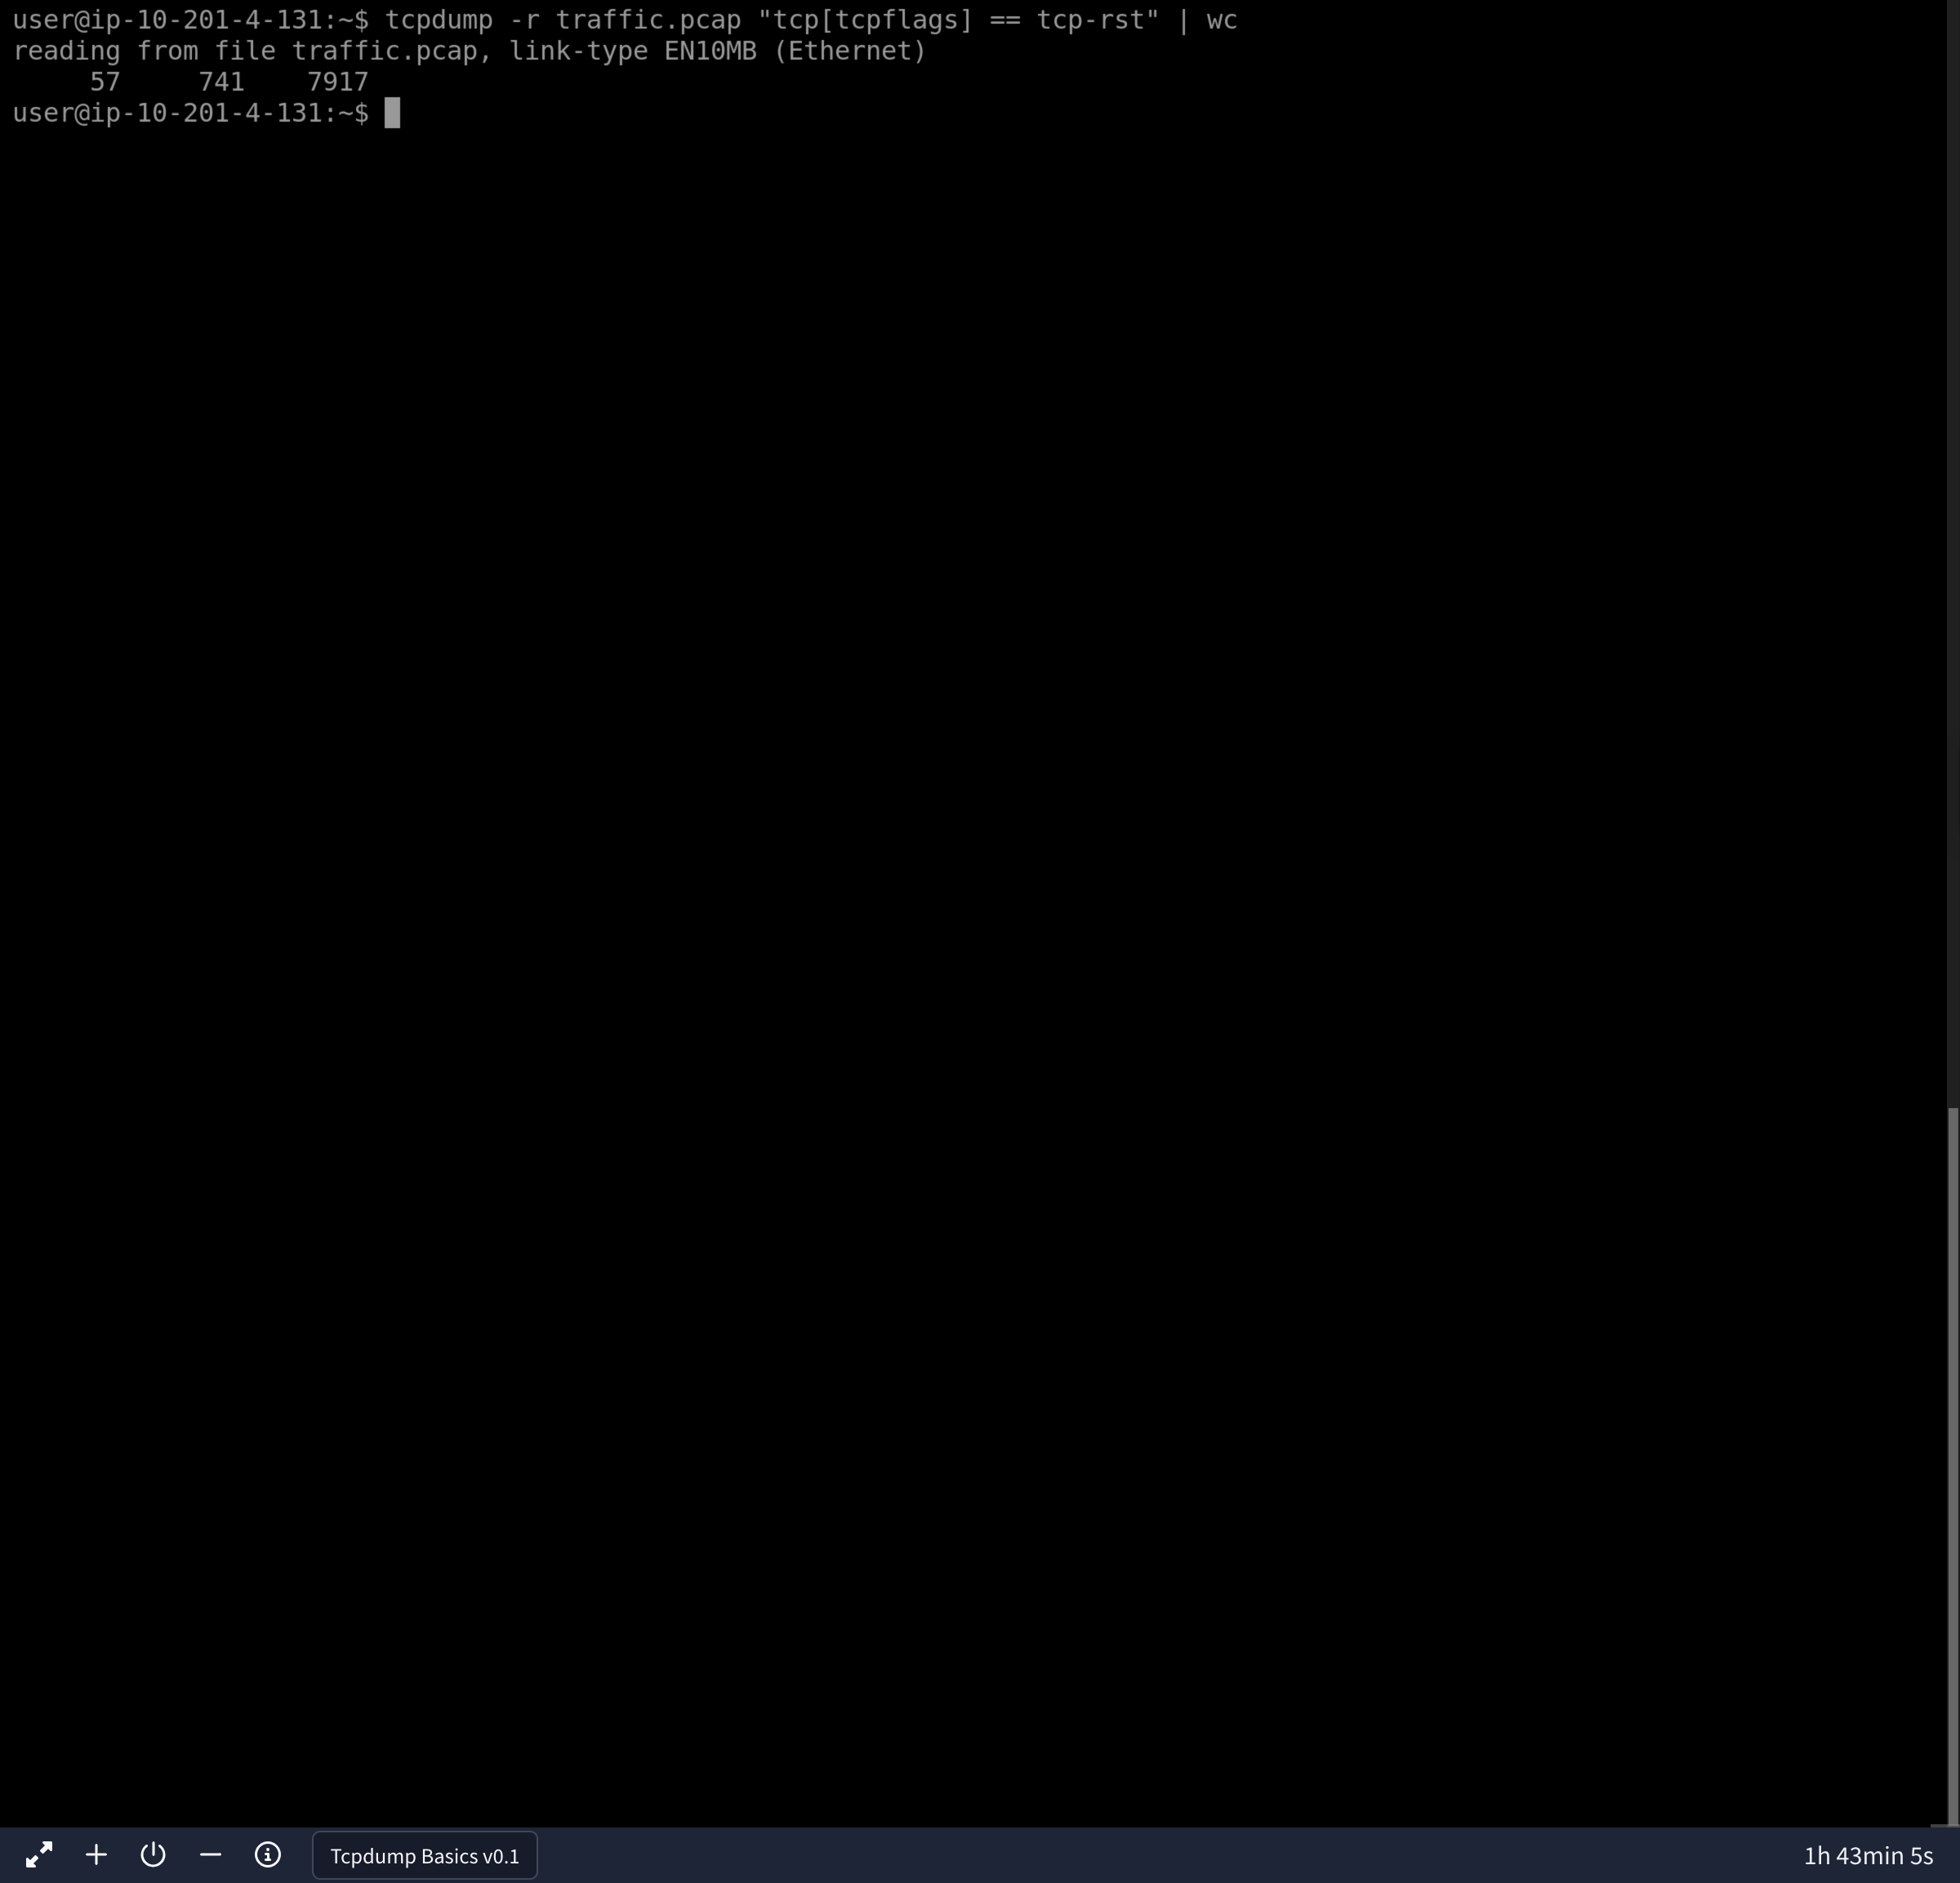 user@ip-10-201-4-131:~$ tcpdump -r traffic.pcap "tcp[tcpflags] == tcp-rst" | wc
reading from file traffic.pcap, link-type EN10MB (Ethernet)
     57     741    7917
user@ip-10-201-4-131:~$
Tcpdump Basics v0.1
1h 43min 5s